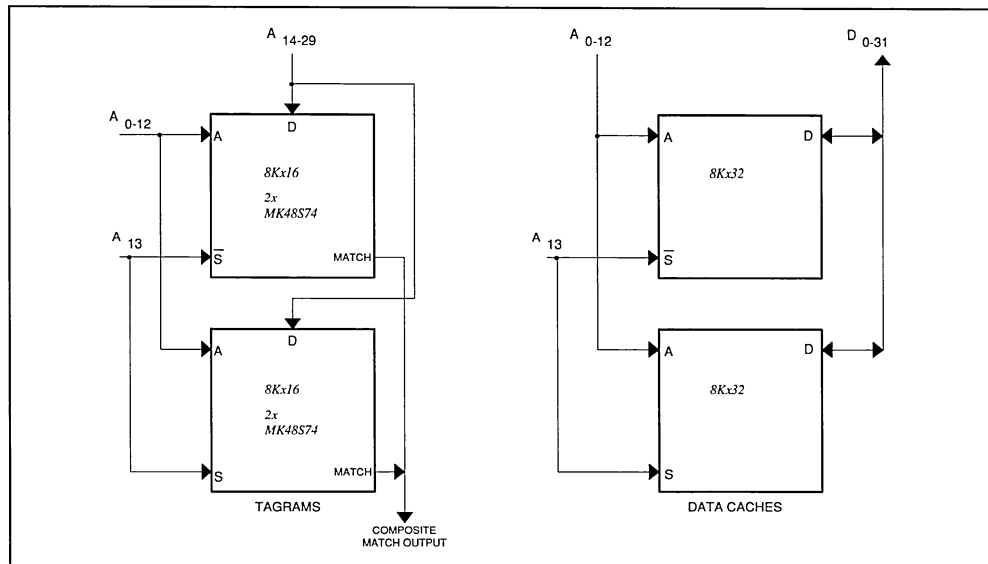 A 14-29
A 0-12
A
D
8Kx16
2x
MK48S74
A 13
S̅
MATCH
D
A
8Kx16
2x
MK48S74
S
MATCH
TAGRAMS
COMPOSITE
MATCH OUTPUT
A 0-12
D 0-31
A
D
8Kx32
A 13
S̅
A
D
8Kx32
S
DATA CACHES